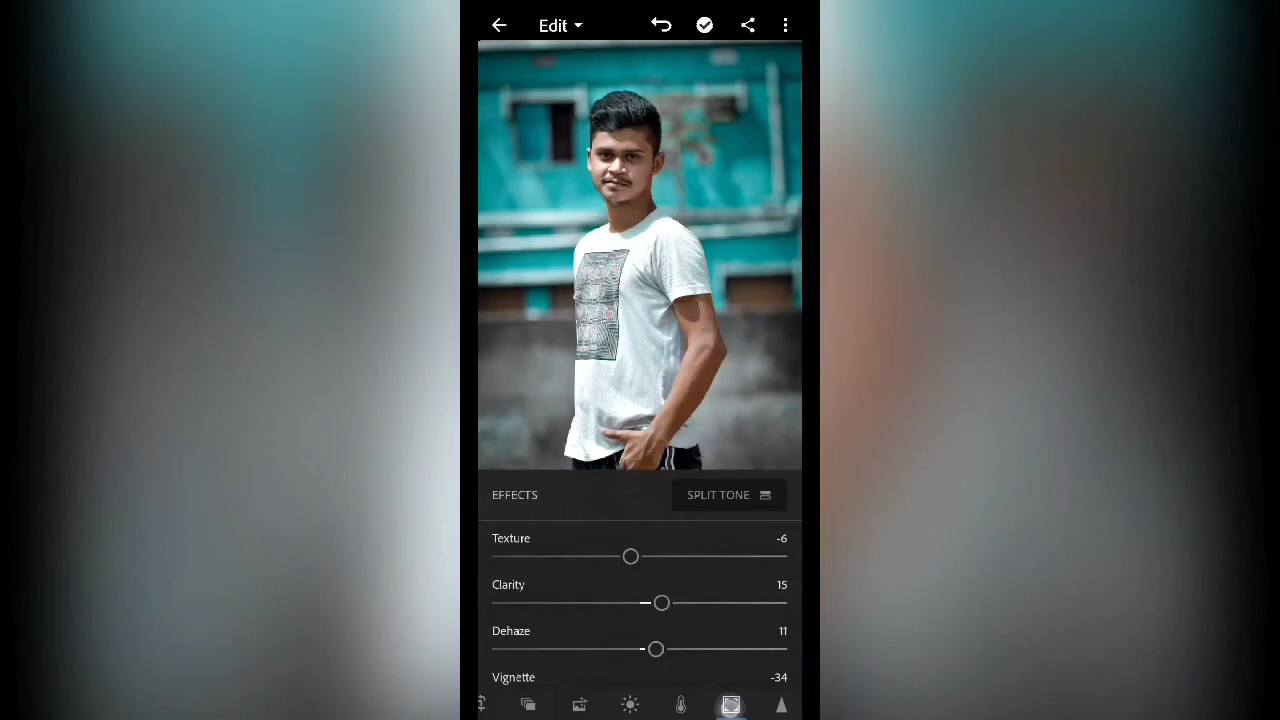 Edit
EFFECTS
SPLIT TONE
Texture -6
Clarity 15
Dehaze 11
Vignette -34